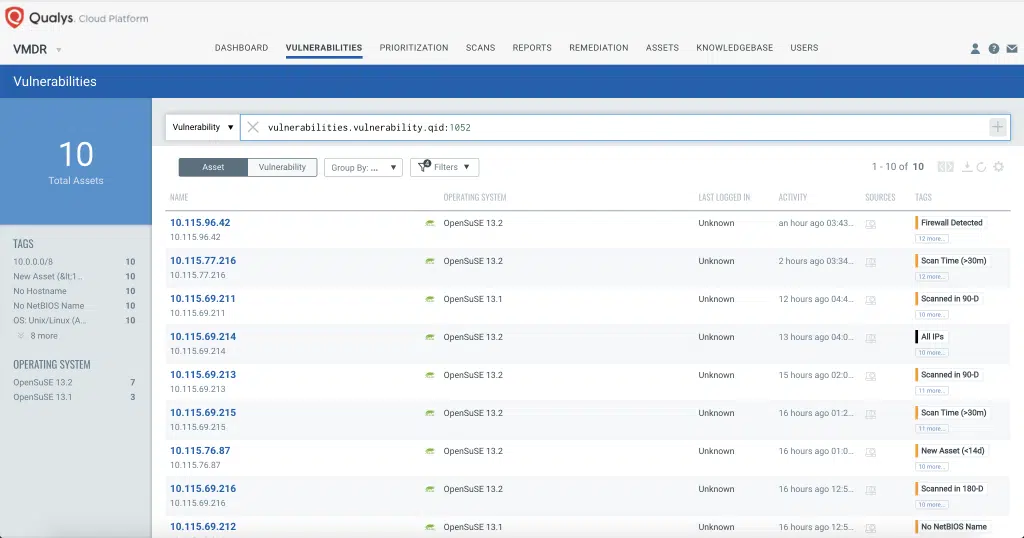 Qualys. Cloud Platform
VMDR
DASHBOARD VULNERABILITIES PRIORITIZATION SCANS REPORTS REMEDIATION ASSETS KNOWLEDGEBASE USERS
Vulnerabilities
10
Total Assets
TAGS
10.0.0.0/8 10
New Asset (&lt;1... 10
No Hostname 10
No NetBIOS Name 10
OS: Unix/Linux (A... 10
8 more
OPERATING SYSTEM
OpenSuSE 13.2 7
OpenSuSE 13.1 3
Vulnerability vulnerabilities.vulnerability.qid:1052
Asset Vulnerability Group By: ... 4 Filters 1 - 10 of 10
NAME OPERATING SYSTEM LAST LOGGED IN ACTIVITY SOURCES TAGS
10.115.96.42 OpenSuSE 13.2 Unknown an hour ago 03:43... Firewall Detected
10.115.96.42 12 more...
10.115.77.216 OpenSuSE 13.2 Unknown 2 hours ago 03:34... Scan Time (>30m)
10.115.77.216 12 more...
10.115.69.211 OpenSuSE 13.1 Unknown 12 hours ago 04:4... Scanned in 90-D
10.115.69.211 10 more...
10.115.69.214 OpenSuSE 13.2 Unknown 13 hours ago 04:0... All IPs
10.115.69.214 10 more...
10.115.69.213 OpenSuSE 13.2 Unknown 15 hours ago 02:0... Scanned in 90-D
10.115.69.213 11 more...
10.115.69.215 OpenSuSE 13.2 Unknown 16 hours ago 01:2... Scan Time (>30m)
10.115.69.215 11 more...
10.115.76.87 OpenSuSE 13.2 Unknown 16 hours ago 01:0... New Asset (<14d)
10.115.76.87 10 more...
10.115.69.216 OpenSuSE 13.2 Unknown 16 hours ago 12:5... Scanned in 180-D
10.115.69.216 10 more...
10.115.69.212 OpenSuSE 13.1 Unknown 16 hours ago 12:5... No NetBIOS Name